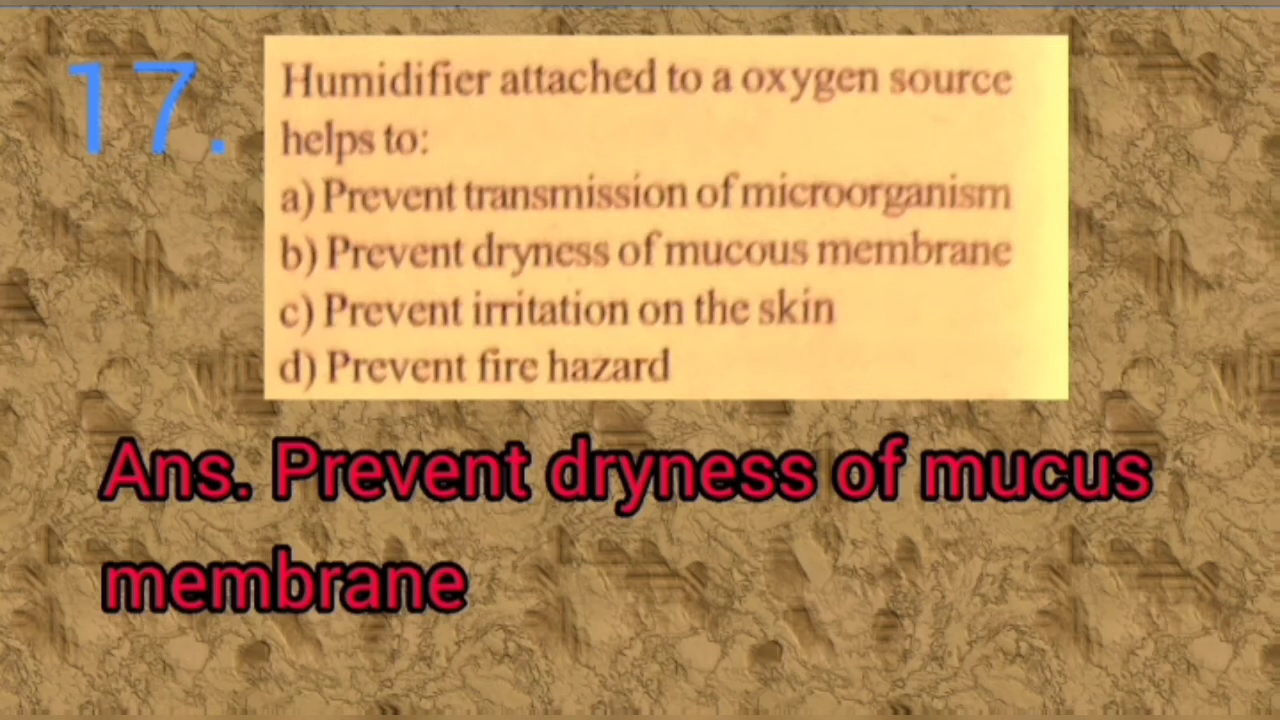 17.
Humidifier attached to a oxygen source
helps to:
a) Prevent transmission of microorganism
b) Prevent dryness of mucous membrane
c) Prevent irritation on the skin
d) Prevent fire hazard
Ans. Prevent dryness of mucus
membrane